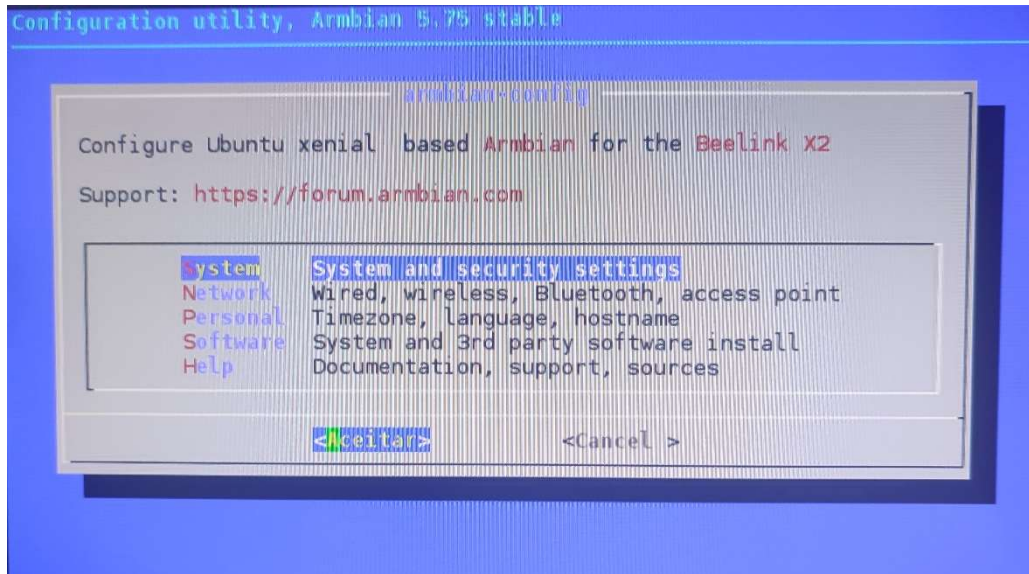 Configuration utility, Armbian 5.75 stable
armbian-config
Configure Ubuntu xenial  based Armbian for the Beelink X2
Support: https://forum.armbian.com
System System and security settings
Network Wired, wireless, Bluetooth, access point
Personal Timezone, language, hostname
Software System and 3rd party software install
Help Documentation, support, sources
<Aceitar> <Cancel >